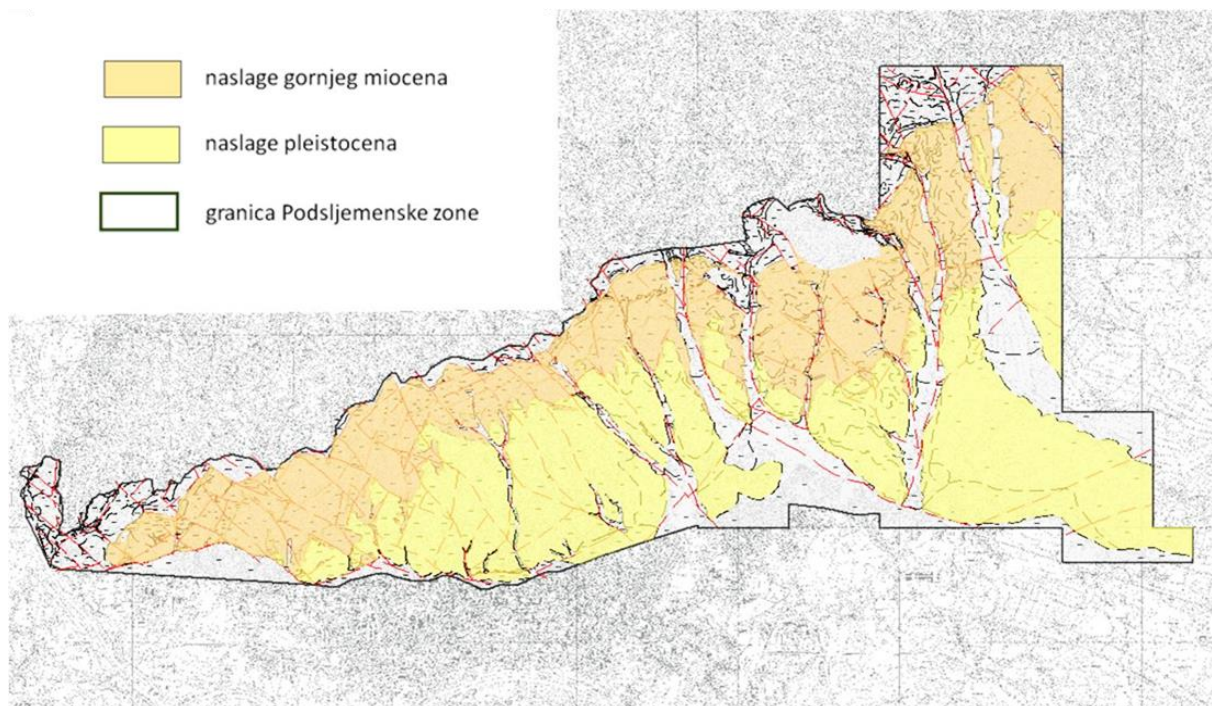 naslage gornjeg miocena
naslage pleistocena
granica Podsljemenske zone